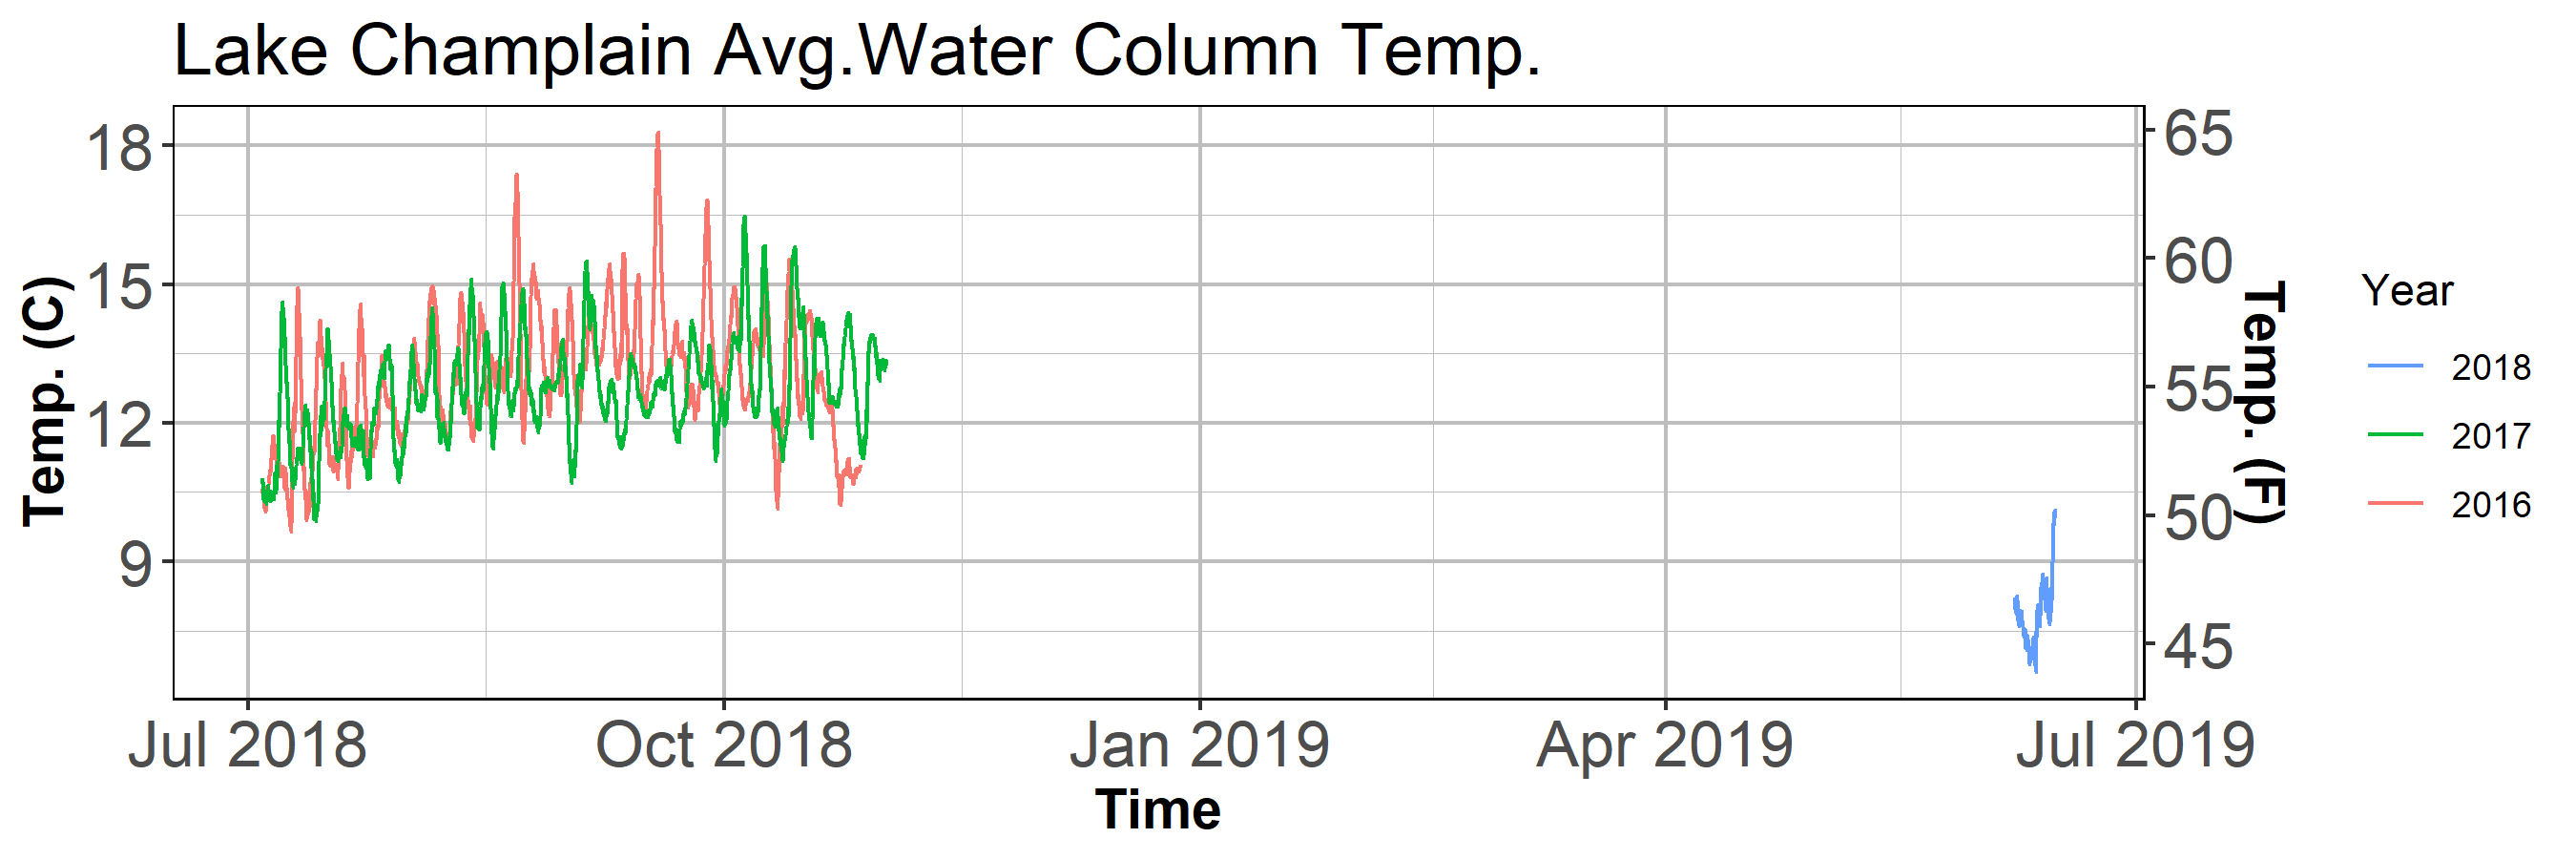 Lake Champlain Avg.Water Column Temp.
Temp. (C)
18
15
12
9
65
60
55
50
45
Temp. (F)
Jul 2018
Oct 2018
Jan 2019
Apr 2019
Jul 2019
Time
Year
2018
2017
2016